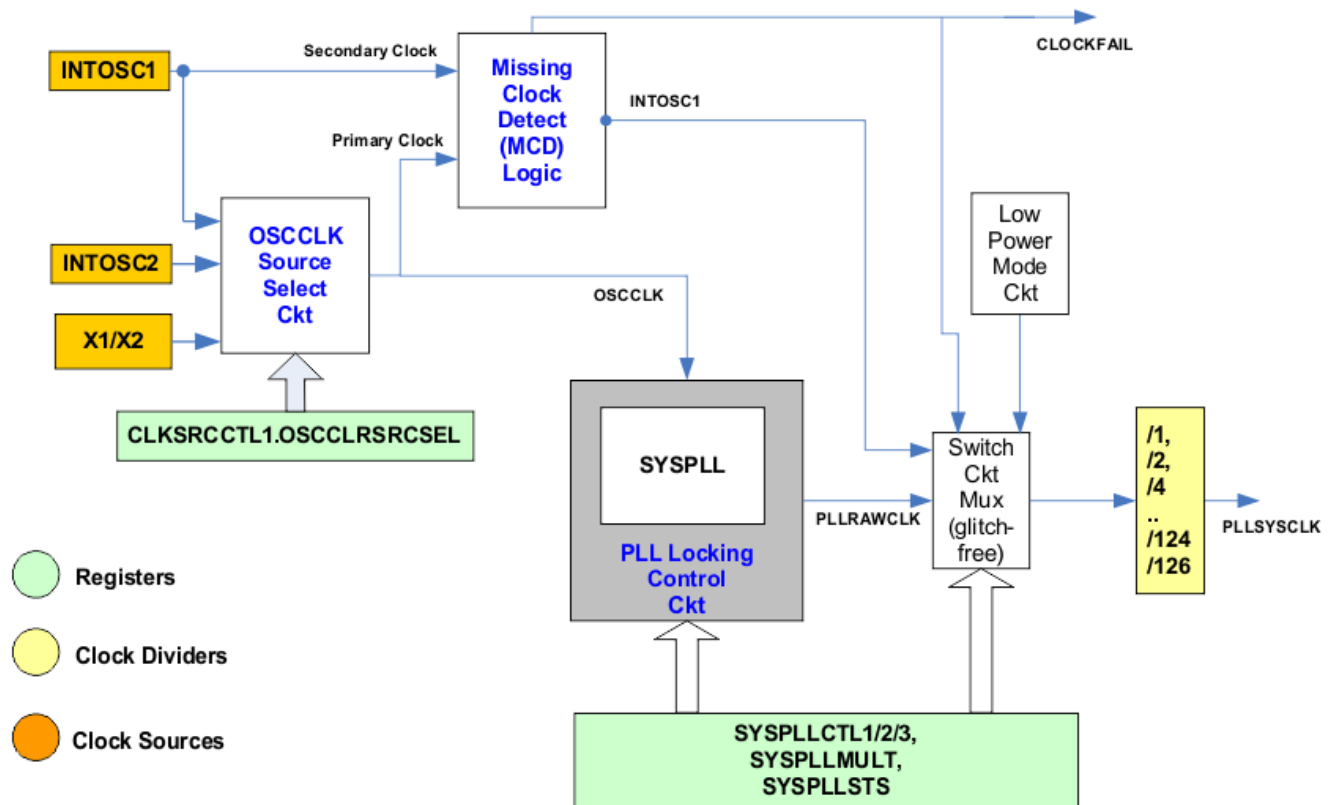 CLOCKFAIL
Secondary Clock
INTOSC1
Missing
Clock
Detect
(MCD)
Logic
INTOSC1
Primary Clock
OSCCLK
Source
Select
Ckt
INTOSC2
X1/X2
OSCCLK
Low
Power
Mode
Ckt
CLKSRCCTL1.OSCCLRSRCSEL
SYSPLL
PLL Locking
Control
Ckt
PLLRAWCLK
Switch
Ckt
Mux
(glitch-
free)
/1,
/2,
/4
..
/124
/126
PLLSYSCLK
Registers
Clock Dividers
Clock Sources
SYSPLLCTL1/2/3,
SYSPLLMULT,
SYSPLLSTS